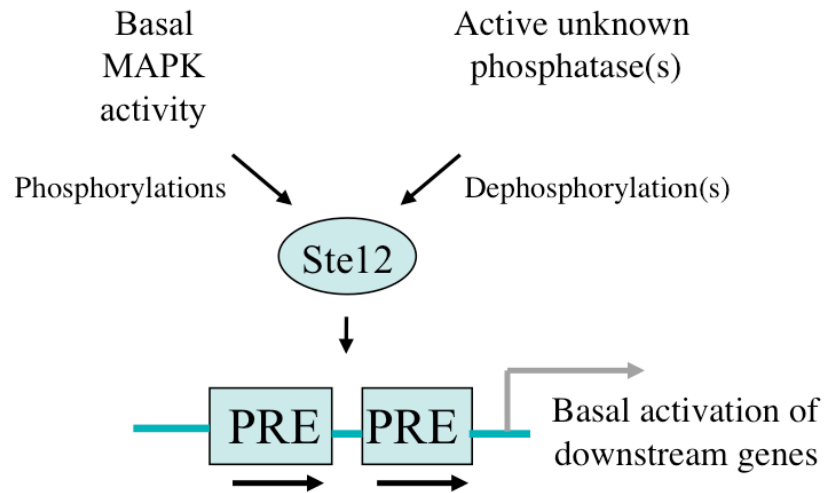 Basal
MAPK
activity
Active unknown
phosphatase(s)
Phosphorylations
Dephosphorylation(s)
Ste12
PRE
PRE
Basal activation of
downstream genes